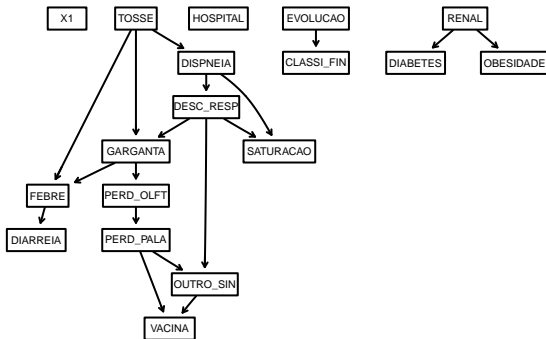 X1 TOSSE HOSPITAL EVOLUCAO RENAL
DISPNEIA CLASSI_FIN DIABETES OBESIDADE
DESC_RESP
GARGANTA SATURACAO
FEBRE PERD_OLFT
DIARREIA PERD_PALA
OUTRO_SIN
VACINA